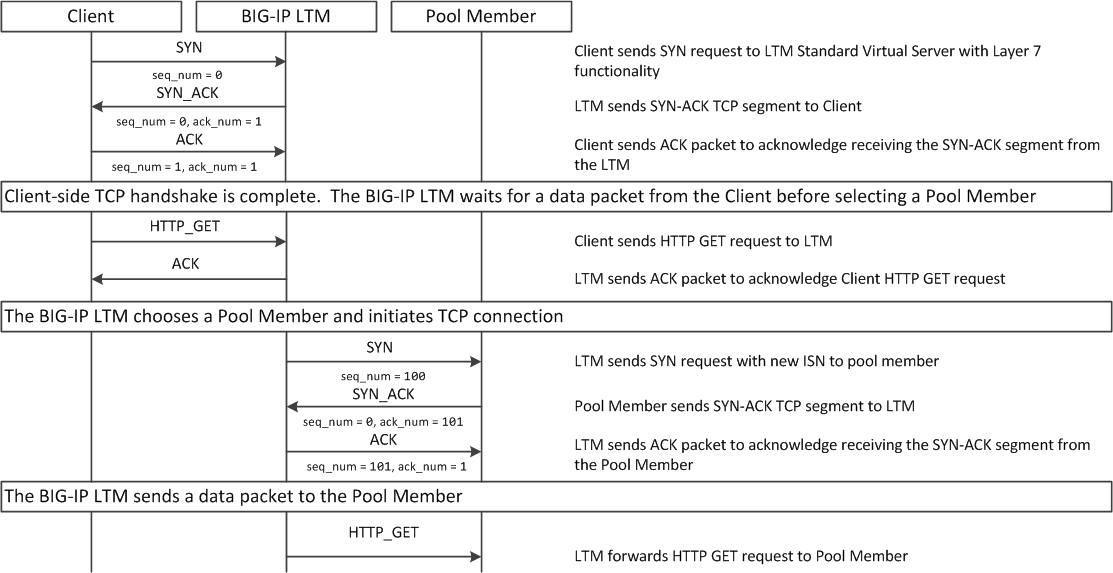 Client
BIG-IP LTM
Pool Member
SYN
Client sends SYN request to LTM Standard Virtual Server with Layer 7
functionality
seq_num = 0
SYN_ACK
LTM sends SYN-ACK TCP segment to Client
seq_num = 0, ack_num = 1
ACK
Client sends ACK packet to acknowledge receiving the SYN-ACK segment from
the LTM
seq_num = 1, ack_num = 1
Client-side TCP handshake is complete.  The BIG-IP LTM waits for a data packet from the Client before selecting a Pool Member
HTTP_GET
Client sends HTTP GET request to LTM
ACK
LTM sends ACK packet to acknowledge Client HTTP GET request
The BIG-IP LTM chooses a Pool Member and initiates TCP connection
SYN
LTM sends SYN request with new ISN to pool member
seq_num = 100
SYN_ACK
Pool Member sends SYN-ACK TCP segment to LTM
seq_num = 0, ack_num = 101
ACK
LTM sends ACK packet to acknowledge receiving the SYN-ACK segment from
the Pool Member
seq_num = 101, ack_num = 1
The BIG-IP LTM sends a data packet to the Pool Member
HTTP_GET
LTM forwards HTTP GET request to Pool Member